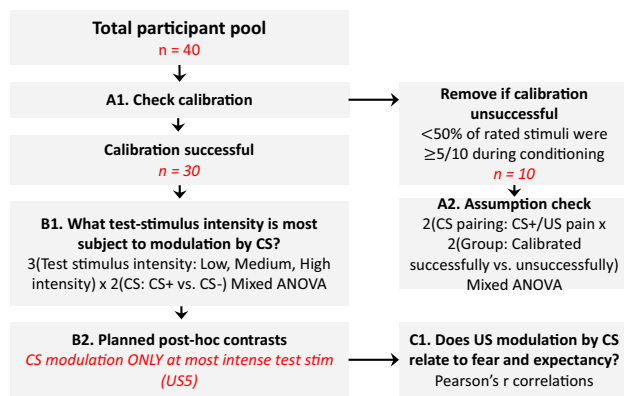 Total participant pool
n = 40
A1. Check calibration
Calibration successful
n = 30
B1. What test-stimulus intensity is most
subject to modulation by CS?
3(Test stimulus intensity: Low, Medium, High
intensity) x 2(CS: CS+ vs. CS-) Mixed ANOVA
B2. Planned post-hoc contrasts
CS modulation ONLY at most intense test stim
(US5)
Remove if calibration
unsuccessful
<50% of rated stimuli were
≥5/10 during conditioning
n = 10
A2. Assumption check
2(CS pairing: CS+/US pain x
2(Group: Calibrated
successfully vs. unsuccessfully)
Mixed ANOVA
C1. Does US modulation by CS
relate to fear and expectancy?
Pearson's r correlations